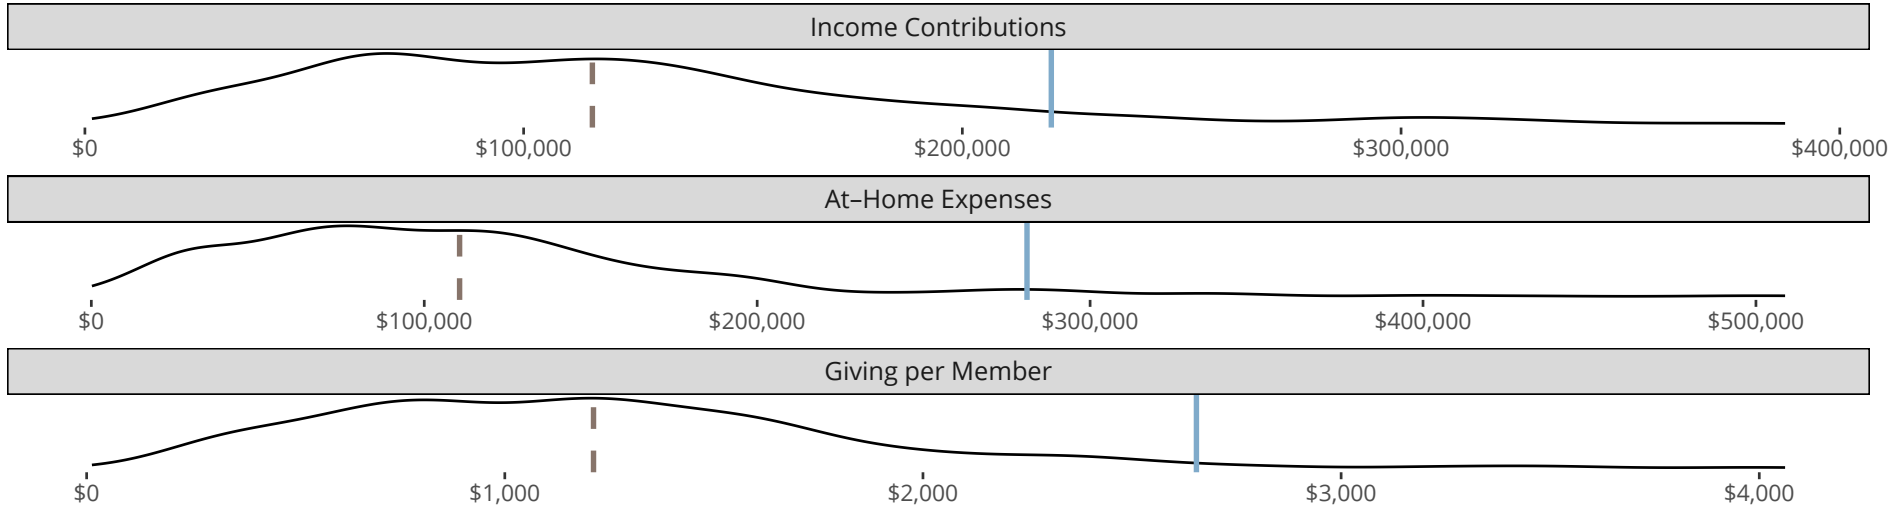 Income Contributions
$0 $100,000 $200,000 $300,000 $400,000
At–Home Expenses
$0 $100,000 $200,000 $300,000 $400,000 $500,000
Giving per Member
$0 $1,000 $2,000 $3,000 $4,000